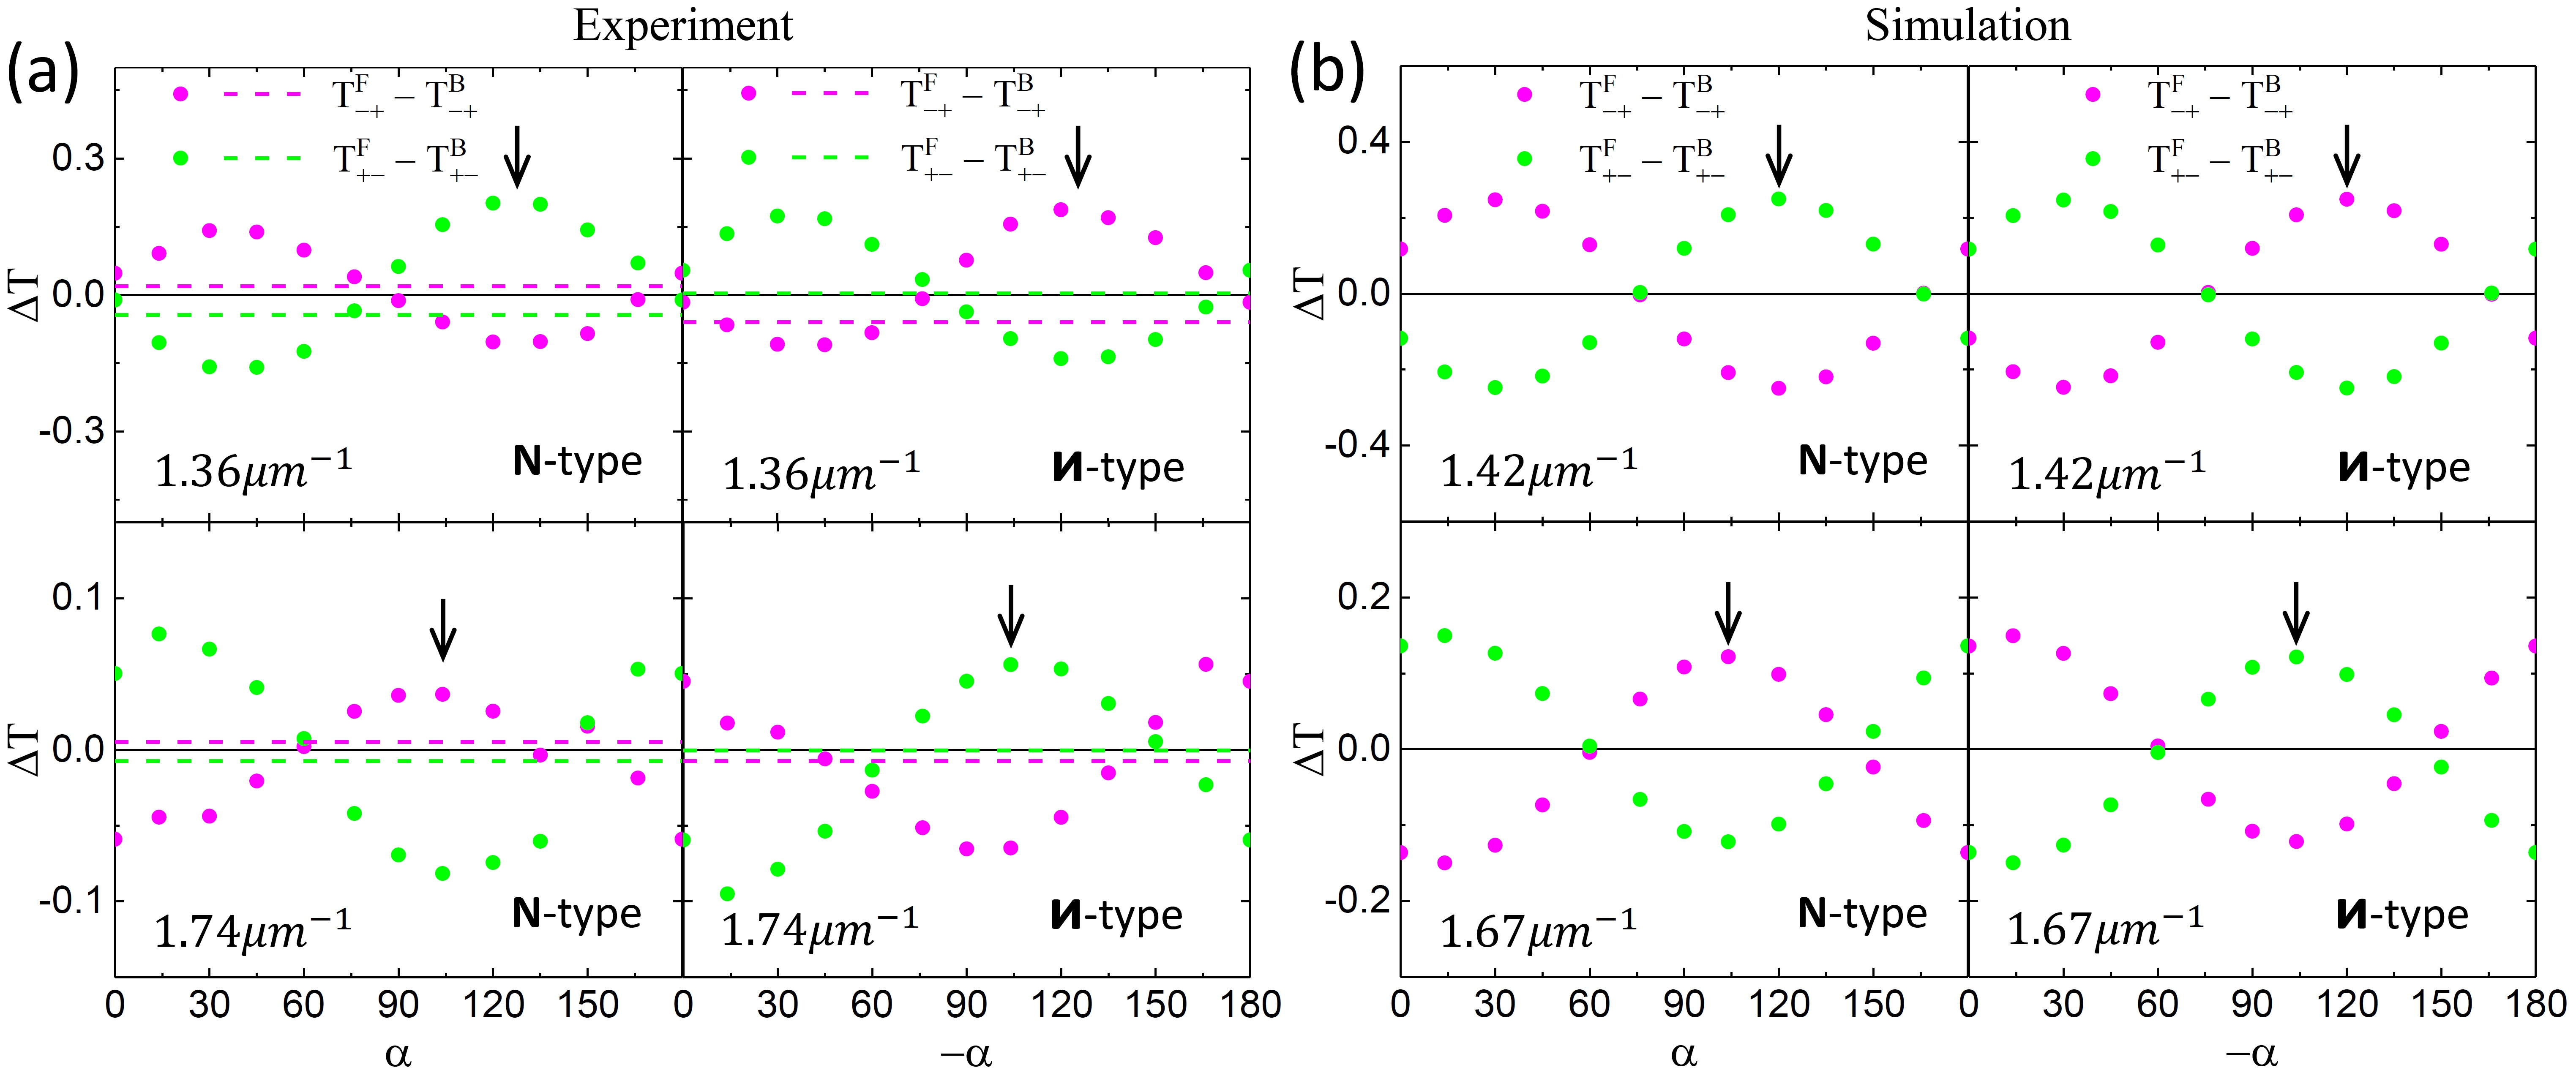 Experiment
Simulation
(a)
T^F_−+ − T^B_−+
T^F_+− − T^B_+−
T^F_−+ − T^B_−+
T^F_+− − T^B_+−
0.3
0.0
-0.3
ΔT
1.36μm⁻¹
N-type
1.36μm⁻¹
И-type
0.1
0.0
-0.1
ΔT
1.74μm⁻¹
N-type
1.74μm⁻¹
И-type
0 30 60 90 120 150 0 30 60 90 120 150 180
α
−α
(b)
T^F_−+ − T^B_−+
T^F_+− − T^B_+−
T^F_−+ − T^B_−+
T^F_+− − T^B_+−
0.4
0.0
-0.4
ΔT
1.42μm⁻¹
N-type
1.42μm⁻¹
И-type
0.2
0.0
-0.2
ΔT
1.67μm⁻¹
N-type
1.67μm⁻¹
И-type
0 30 60 90 120 150 0 30 60 90 120 150 180
α
−α